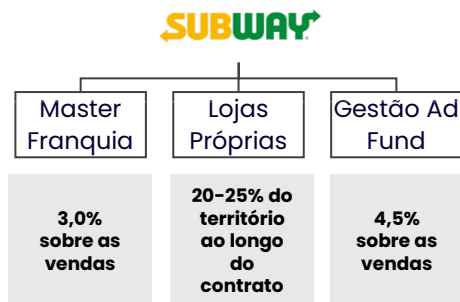 SUBWAY
Master
Franquia
Lojas
Próprias
Gestão Ad
Fund
3,0%
sobre as
vendas
20-25% do
território
ao longo
do
contrato
4,5%
sobre as
vendas